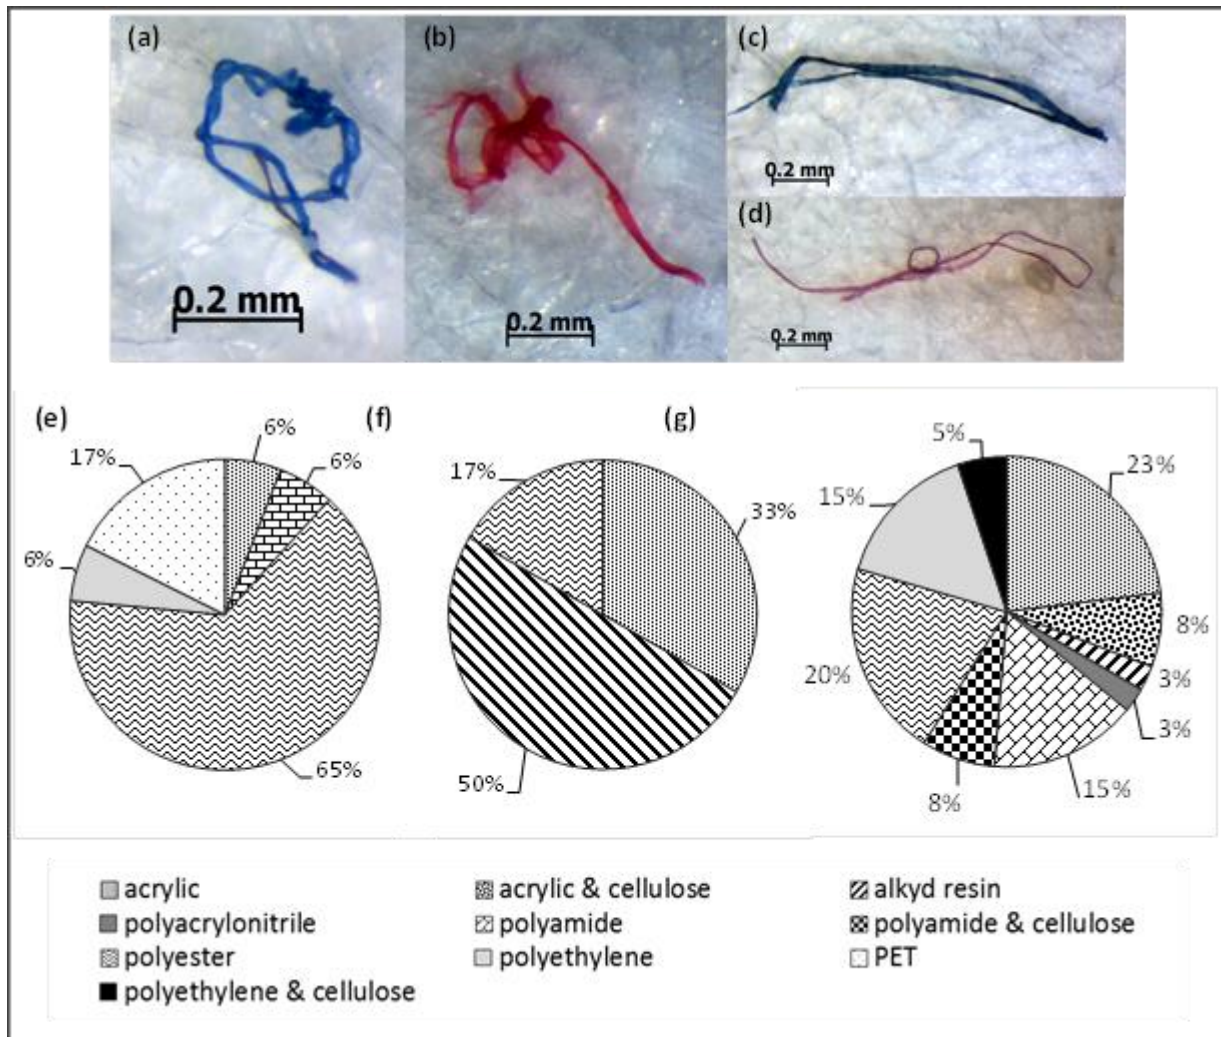 (a)
(b)
(c)
0.2 mm
(d)
0.2 mm
0.2 mm
0.2 mm
(e)
(f)
(g)
6%
6%
17%
6%
65%
17%
33%
50%
5%
23%
15%
8%
3%
20%
3%
8%
15%
acrylic
acrylic & cellulose
alkyd resin
polyacrylonitrile
polyamide
polyamide & cellulose
polyester
polyethylene
PET
polyethylene & cellulose